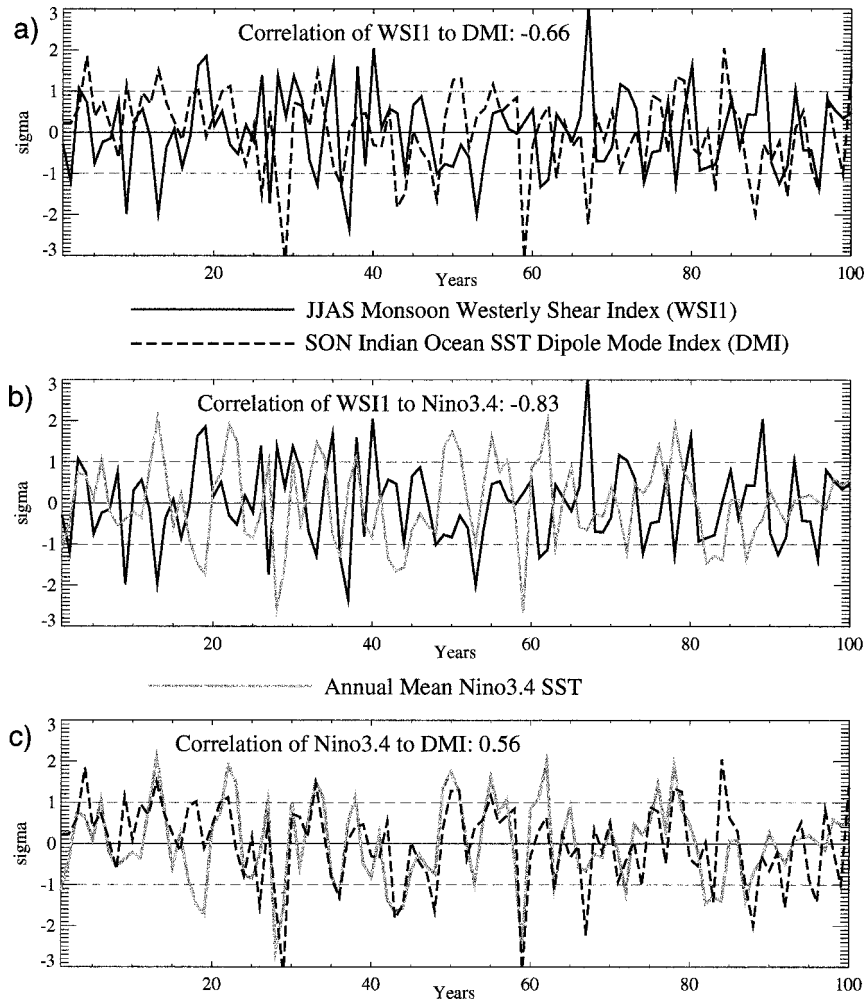 a)
Correlation of WSI1 to DMI: -0.66
3
2
1
0
-1
-2
-3
sigma
20
40
60
80
100
Years
JJAS Monsoon Westerly Shear Index (WSI1)
SON Indian Ocean SST Dipole Mode Index (DMI)
b)
Correlation of WSI1 to Nino3.4: -0.83
3
2
1
0
-1
-2
-3
sigma
20
40
60
80
100
Years
Annual Mean Nino3.4 SST
c)
Correlation of Nino3.4 to DMI: 0.56
3
2
1
0
-1
-2
-3
sigma
20
40
60
80
100
Years